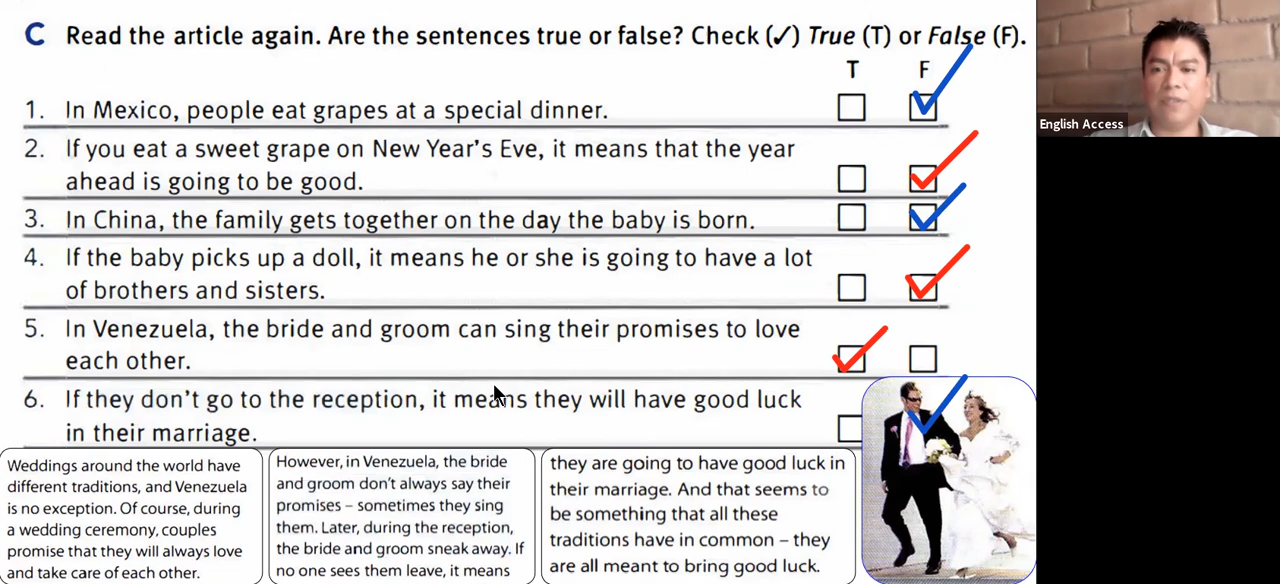 C Read the article again. Are the sentences true or false? Check (✓) True (T) or False (F).
T F
1. In Mexico, people eat grapes at a special dinner.
2. If you eat a sweet grape on New Year's Eve, it means that the year
ahead is going to be good.
3. In China, the family gets together on the day the baby is born.
4. If the baby picks up a doll, it means he or she is going to have a lot
of brothers and sisters.
5. In Venezuela, the bride and groom can sing their promises to love
each other.
6. If they don't go to the reception, it means they will have good luck
in their marriage.
Weddings around the world have
different traditions, and Venezuela
is no exception. Of course, during
a wedding ceremony, couples
promise that they will always love
and take care of each other.
However, in Venezuela, the bride
and groom don't always say their
promises – sometimes they sing
them. Later, during the reception,
the bride and groom sneak away. If
no one sees them leave, it means
they are going to have good luck in
their marriage. And that seems to
be something that all these
traditions have in common – they
are all meant to bring good luck.
English Access